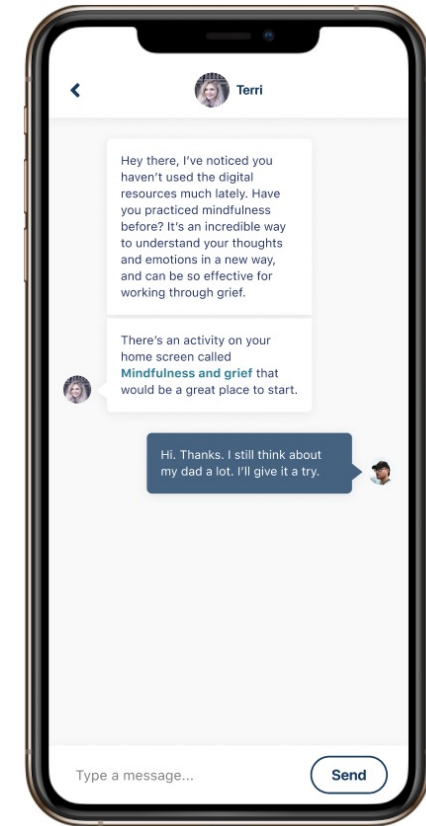 Terri
Hey there, I've noticed you
haven't used the digital
resources much lately. Have
you practiced mindfulness
before? It's an incredible way
to understand your thoughts
and emotions in a new way,
and can be so effective for
working through grief.
There's an activity on your
home screen called
Mindfulness and grief that
would be a great place to start.
Hi. Thanks. I still think about
my dad a lot. I'll give it a try.
Type a message...
Send